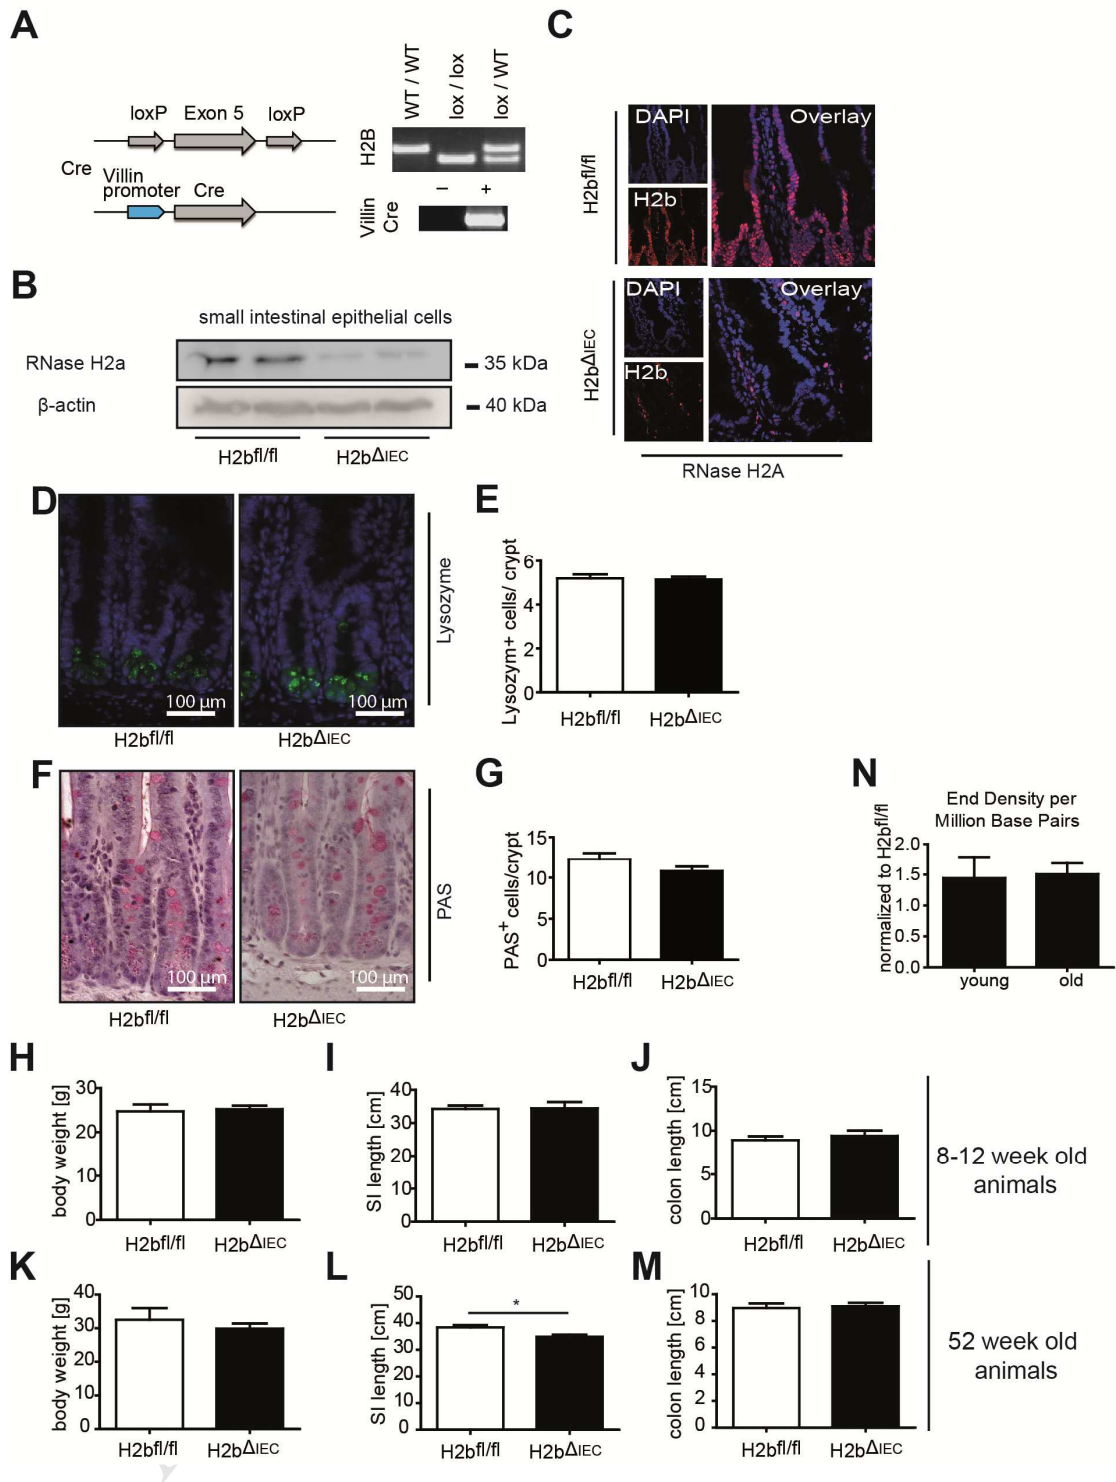 A
loxP Exon 5 loxP
Cre
Villin
promoter Cre
WT / WT
lox / lox
lox / WT
H2B
– +
Villin
Cre
B
small intestinal epithelial cells
RNase H2a
35 kDa
β-actin
40 kDa
H2bfl/fl H2bΔIEC
C
H2bfl/fl
DAPI
Overlay
H2b
H2bΔIEC
DAPI
Overlay
H2b
RNase H2A
D
100 µm
100 µm
Lysozyme
H2bfl/fl H2bΔIEC
E
Lysozym+ cells/ crypt
6
4
2
0
H2bfl/fl H2bΔIEC
F
100 µm
100 µm
PAS
H2bfl/fl H2bΔIEC
G
PAS+ cells/crypt
15
10
5
0
H2bfl/fl H2bΔIEC
N
End Density per
Million Base Pairs
normalized to H2bfl/fl
2.0
1.5
1.0
0.5
0.0
young old
H
body weight [g]
30
20
10
0
H2bfl/fl H2bΔIEC
I
SI length [cm]
40
30
20
10
0
H2bfl/fl H2bΔIEC
J
colon length [cm]
15
10
5
0
H2bfl/fl H2bΔIEC
8-12 week old
animals
K
body weight [g]
40
30
20
10
0
H2bfl/fl H2bΔIEC
L
SI length [cm]
50
40
30
20
10
0
*
H2bfl/fl H2bΔIEC
M
colon length [cm]
10
8
6
4
2
0
H2bfl/fl H2bΔIEC
52 week old
animals